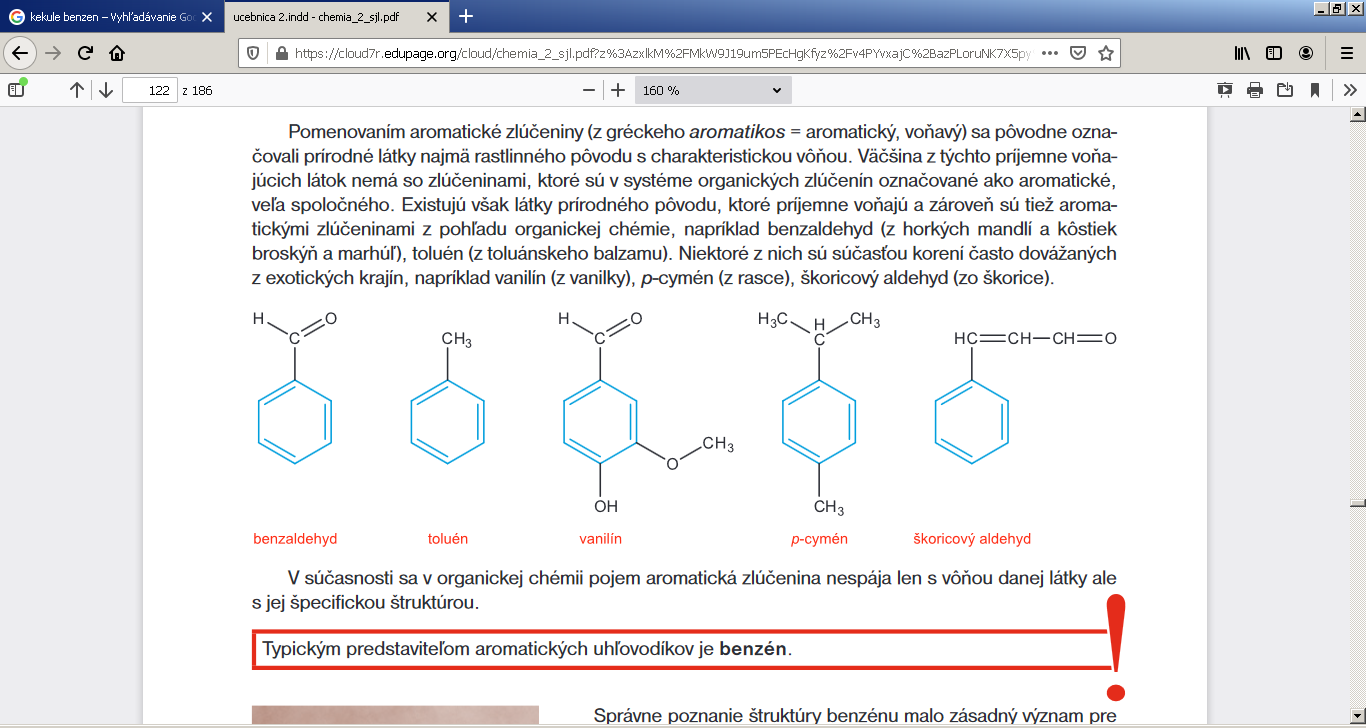 kekule benzen – Vyhľadávanie Goo
ucebnica 2.indd - chemia_2_sjl.pdf
https://cloud7r.edupage.org/cloud/chemia_2_sjl.pdf?z%3AzxlkM%2FMkW9J19um5PEcHgKfyz%2Fv4PYvxajC%2BazPLoruNK7X5py
122 z 186
160 %
Pomenovaním aromatické zlúčeniny (z gréckeho aromatikos = aromatický, voňavý) sa pôvodne ozna-
čovali prírodné látky najmä rastlinného pôvodu s charakteristickou vôňou. Väčšina z týchto príjemne voňa-
júcich látok nemá so zlúčeninami, ktoré sú v systéme organických zlúčenín označované ako aromatické,
veľa spoločného. Existujú však látky prírodného pôvodu, ktoré príjemne voňajú a zároveň sú tiež aroma-
tickými zlúčeninami z pohľadu organickej chémie, napríklad benzaldehyd (z horkých mandlí a kôstiek
broskýň a marhúľ), toluén (z toluánskeho balzamu). Niektoré z nich sú súčasťou korení často dovážaných
z exotických krajín, napríklad vanilín (z vanilky), p-cymén (z rasce), škoricový aldehyd (zo škorice).
H O H O H₃C H CH₃
C CH₃ C C HC CH CH O
CH₃
O
OH CH₃
benzaldehyd toluén vanilín p-cymén škoricový aldehyd
V súčasnosti sa v organickej chémii pojem aromatická zlúčenina nespája len s vôňou danej látky ale
s jej špecifickou štruktúrou.
Typickým predstaviteľom aromatických uhľovodíkov je benzén.
!
Správne poznanie štruktúry benzénu malo zásadný význam pre